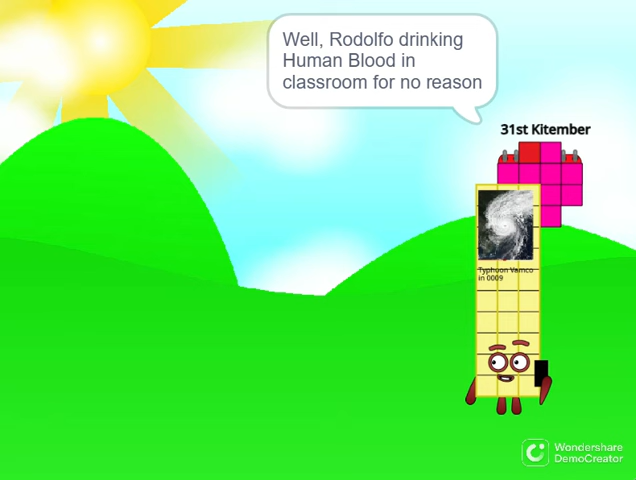 Well, Rodolfo drinking
Human Blood in
classroom for no reason
31st Kitember
Typhoon Vamco
in 0009
Wondershare
DemoCreator